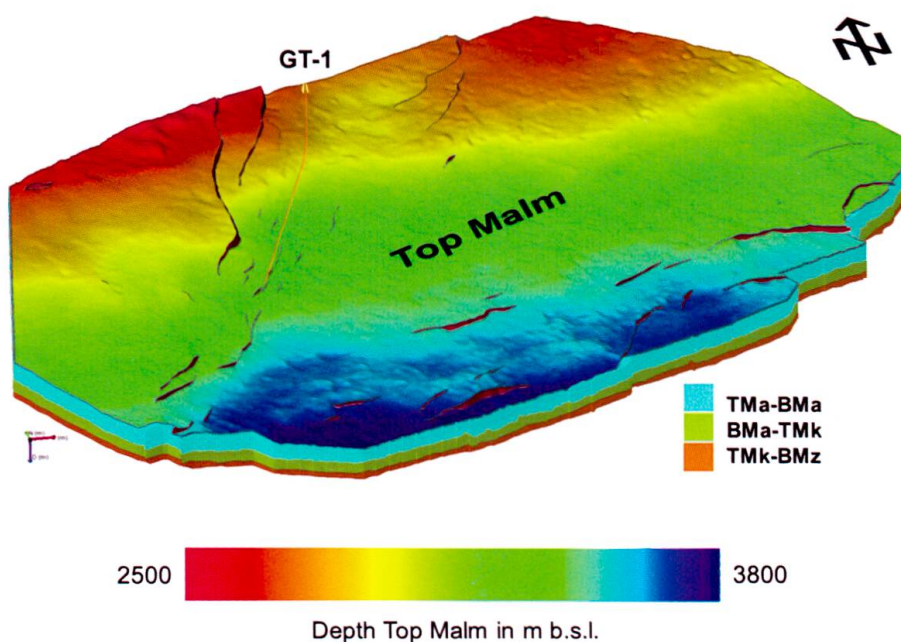 GT-1
N
Top Malm
TMa-BMa
BMa-TMk
TMk-BMz
2500
3800
Depth Top Malm in m b.s.l.